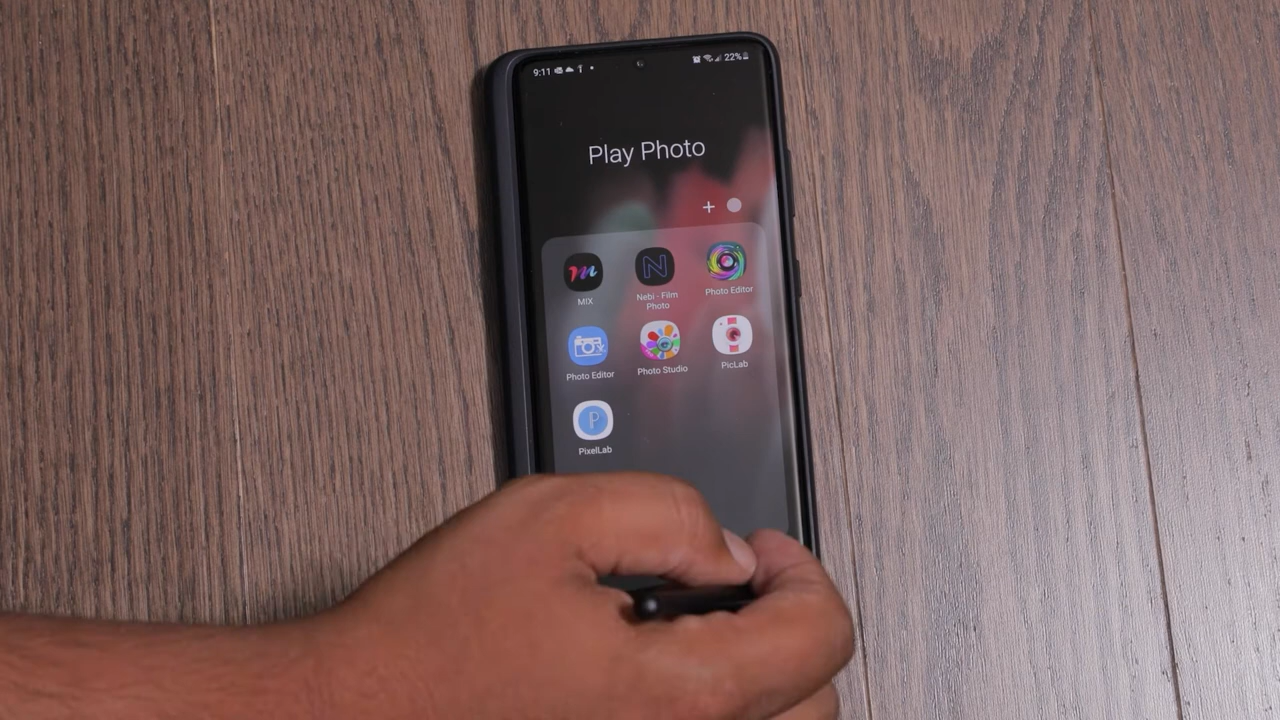 9:11
22%
Play Photo
+
MIX
Nebi - Film
Photo
Photo Editor
Photo Editor
Photo Studio
PicLab
PixelLab